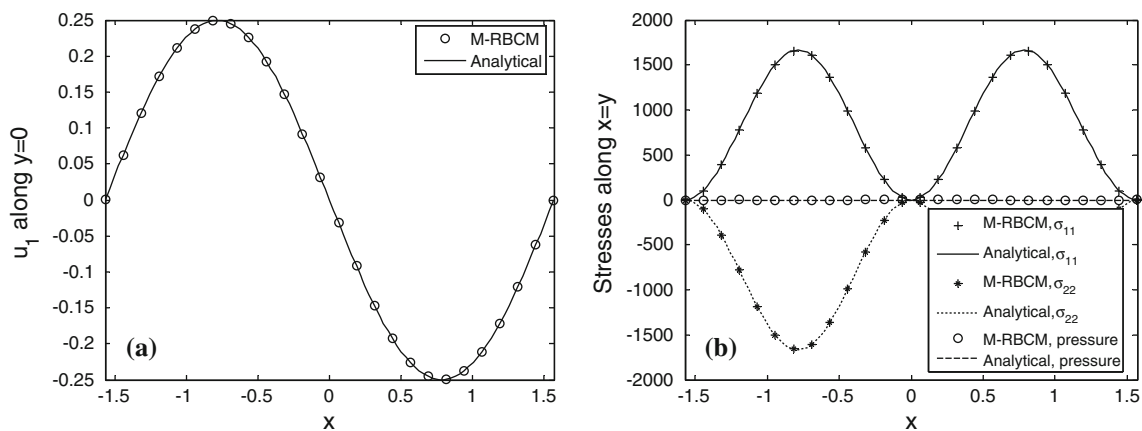 0.25
0.2
0.15
0.1
0.05
0
-0.05
-0.1
-0.15
-0.2
-0.25
-1.5
-1
-0.5
0
0.5
1
1.5
x
u1 along y=0
M-RBCM
Analytical
(a)
2000
1500
1000
500
0
-500
-1000
-1500
-2000
-1.5
-1
-0.5
0
0.5
1
1.5
x
Stresses along x=y
M-RBCM,σ11
Analytical,σ11
M-RBCM,σ22
Analytical,σ22
M-RBCM, pressure
Analytical, pressure
(b)